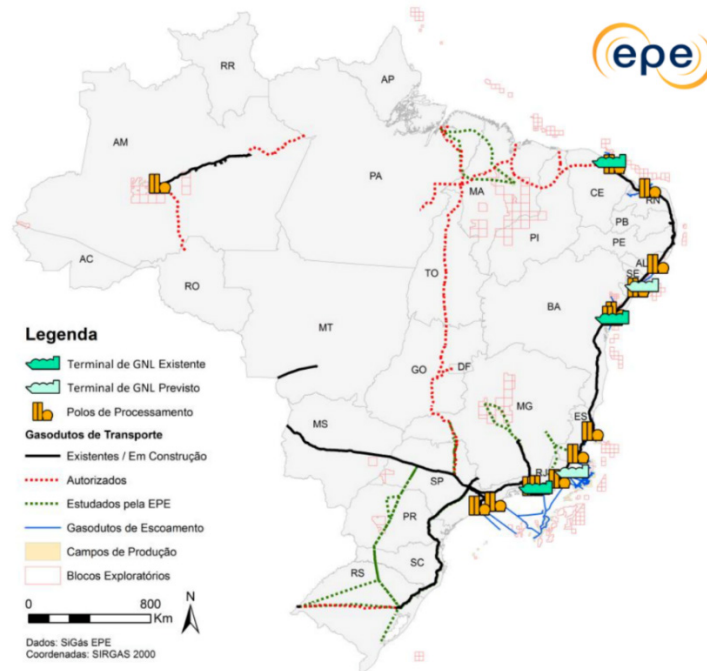 epe
RR
AP
AM
PA
MA
CE
RN
PB
PE
PI
AL
SE
AC
RO
TO
BA
MT
GO
DF
MG
ES
MS
SP
RJ
PR
SC
RS
Legenda
Terminal de GNL Existente
Terminal de GNL Previsto
Polos de Processamento
Gasodutos de Transporte
Existentes / Em Construção
Autorizados
Estudados pela EPE
Gasodutos de Escoamento
Campos de Produção
Blocos Exploratórios
0 800
Km
N
Dados: SiGás EPE
Coordenadas: SIRGAS 2000